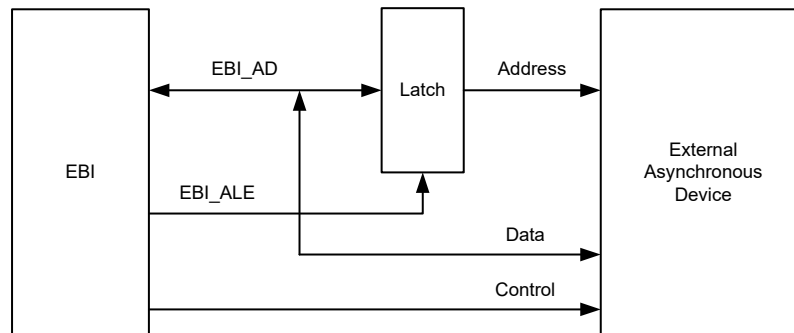 EBI_AD
Address
Latch
EBI
External
Asynchronous
Device
EBI_ALE
Data
Control